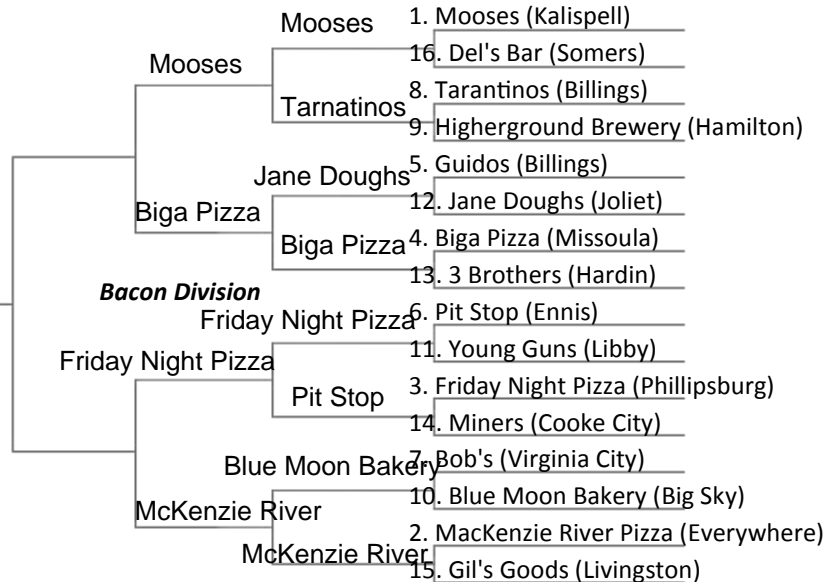 Mooses
1. Mooses (Kalispell)
16. Del's Bar (Somers)
Mooses
8. Tarantinos (Billings)
Tarnatinos
9. Higherground Brewery (Hamilton)
5. Guidos (Billings)
Jane Doughs
12. Jane Doughs (Joliet)
Biga Pizza
4. Biga Pizza (Missoula)
Biga Pizza
13. 3 Brothers (Hardin)
Bacon Division
6. Pit Stop (Ennis)
Friday Night Pizza
11. Young Guns (Libby)
Friday Night Pizza
3. Friday Night Pizza (Phillipsburg)
Pit Stop
14. Miners (Cooke City)
7. Bob's (Virginia City)
Blue Moon Bakery
10. Blue Moon Bakery (Big Sky)
McKenzie River
2. MacKenzie River Pizza (Everywhere)
McKenzie River
15. Gil's Goods (Livingston)